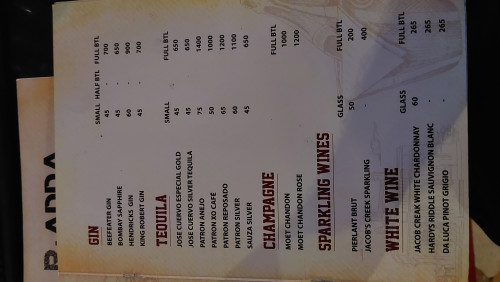 GIN SMALL HALF BTL FULL BTL
BEEFEATER GIN 45 700
BOMBAY SAPPHIRE 45 650
HENDRICKS GIN 60 900
KING ROBERT GIN 45 700
TEQUILA SMALL FULL BTL
JOSE CUERVO ESPECIAL GOLD 45 650
JOSE CUERVO SILVER TEQUILA 45 650
PATRON ANEJO 75 1400
PATRON XO CAFE 50 1000
PATRON REPOSADO 65 1200
PATRON SILVER 60 1100
SAUZA SILVER 45 650
CHAMPAGNE FULL BTL
MOET CHANDON 1000
MOET CHANDON ROSE 1200
SPARKLING WINES GLASS FULL BTL
PIERLANT BRUT 50 200
JACOB'S CREEK SPARKLING - 400
WHITE WINE GLASS FULL BTL
JACOB CREAK WHITE CHARDONNAY 60 265
HARDYS RIDDLE SAUVIGNON BLANC - 265
DA LUCA PINOT GRIGIO - 265